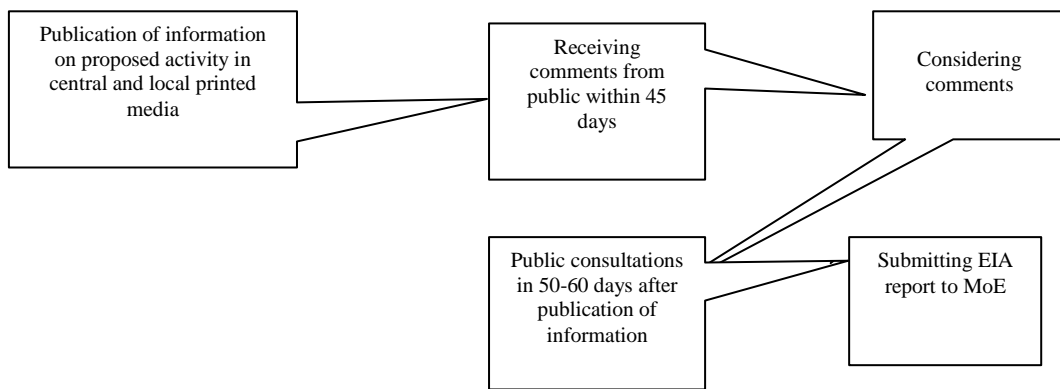 Publication of information
on proposed activity in
central and local printed
media
Receiving
comments from
public within 45
days
Considering
comments
Public consultations
in 50-60 days after
publication of
information
Submitting EIA
report to MoE